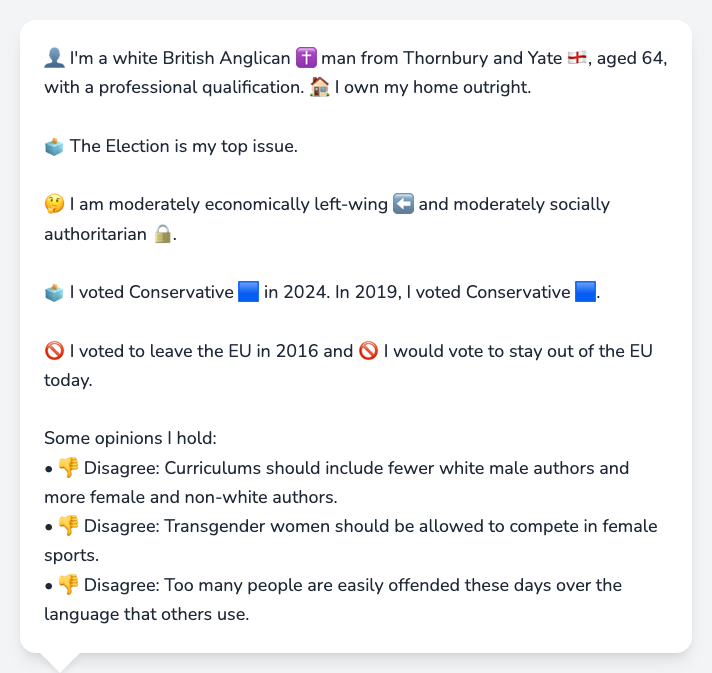 👤 I'm a white British Anglican ✝️ man from Thornbury and Yate 🏴󠁧󠁢󠁥󠁮󠁧󠁿, aged 64,
with a professional qualification. 🏠 I own my home outright.
🗳️ The Election is my top issue.
🤔 I am moderately economically left-wing ⬅️ and moderately socially
authoritarian 🔒.
🗳️ I voted Conservative 🟦 in 2024. In 2019, I voted Conservative 🟦.
🚫 I voted to leave the EU in 2016 and 🚫 I would vote to stay out of the EU
today.
Some opinions I hold:
• 👎 Disagree: Curriculums should include fewer white male authors and
more female and non-white authors.
• 👎 Disagree: Transgender women should be allowed to compete in female
sports.
• 👎 Disagree: Too many people are easily offended these days over the
language that others use.